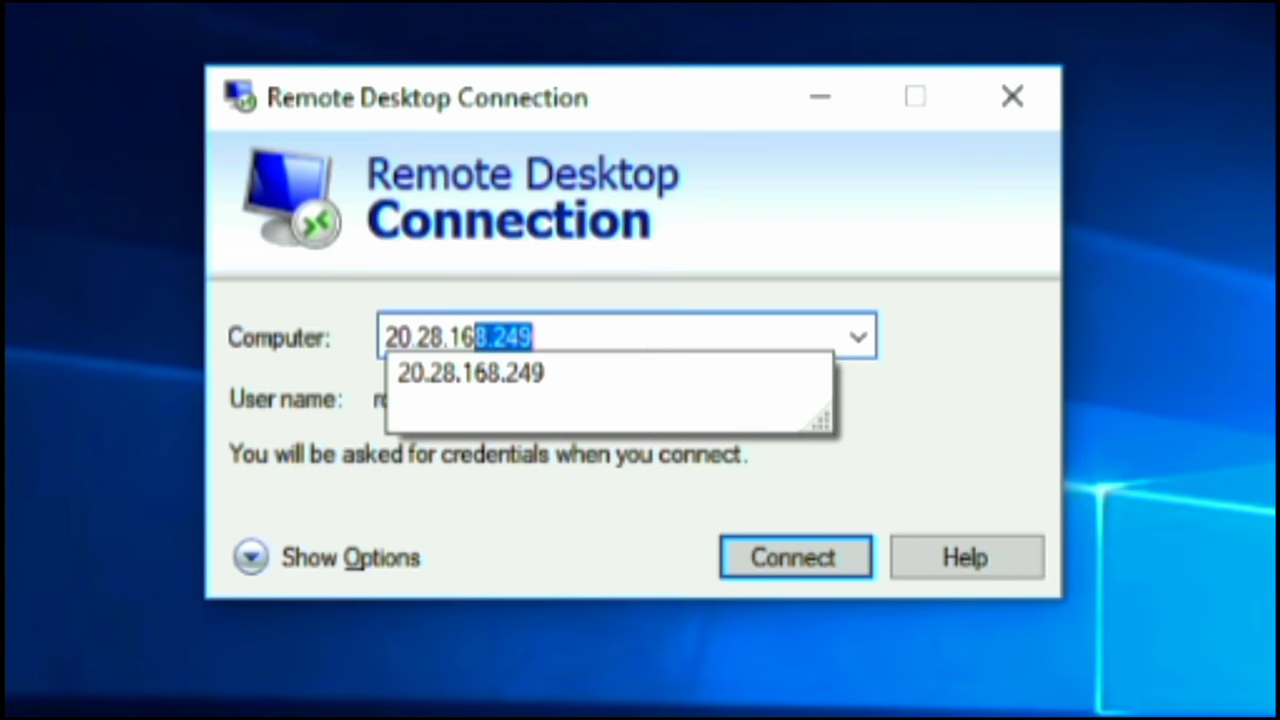 Remote Desktop Connection
Remote Desktop
Connection
Computer: 20.28.168.249
20.28.168.249
User name:
You will be asked for credentials when you connect.
Show Options
Connect
Help